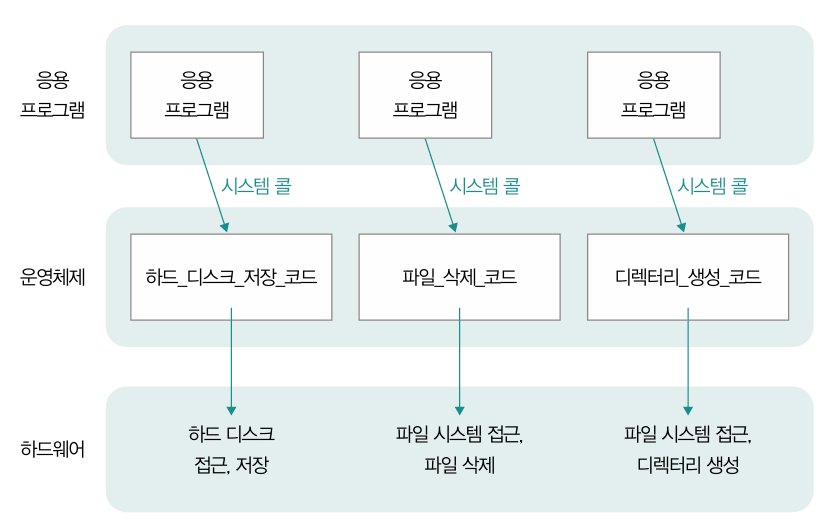 응용
프로그램
응용
프로그램
응용
프로그램
응용
프로그램
시스템 콜
시스템 콜
시스템 콜
운영체제
하드_디스크_저장_코드
파일_삭제_코드
디렉터리_생성_코드
하드웨어
하드 디스크
접근, 저장
파일 시스템 접근,
파일 삭제
파일 시스템 접근,
디렉터리 생성